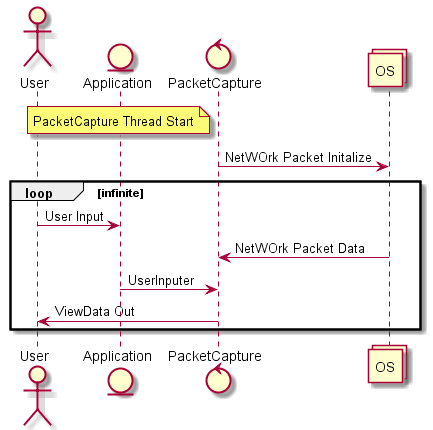 User Application PacketCapture OS
PacketCapture Thread Start
NetWOrk Packet Initalize
loop [infinite]
User Input
NetWOrk Packet Data
UserInputer
ViewData Out
User Application PacketCapture OS